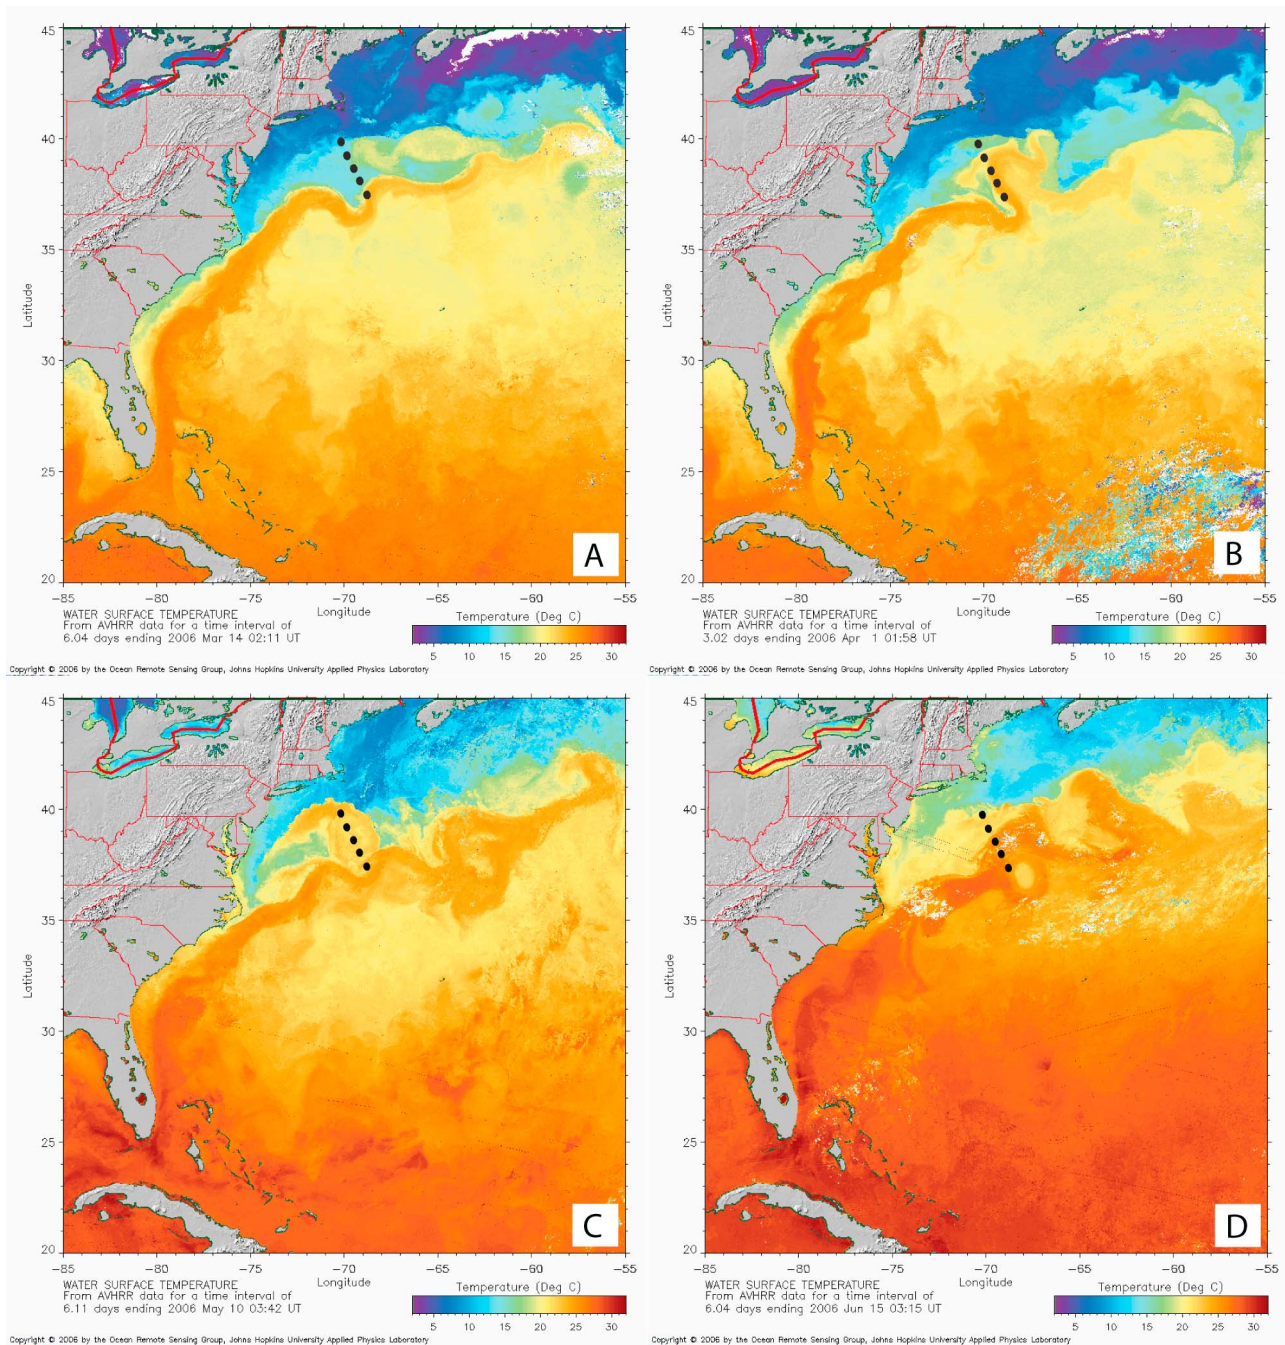 45
40
35
30
25
20
Latitude
A
−85 −80 −75 −70 −65 −60 −55
Longitude
WATER SURFACE TEMPERATURE
From AVHRR data for a time interval of
6.04 days ending 2006 Mar 14 02:11 UT
Temperature (Deg C)
5 10 15 20 25 30
Copyright © 2006 by the Ocean Remote Sensing Group, Johns Hopkins University Applied Physics Laboratory
45
40
35
30
25
20
Latitude
B
−85 −80 −75 −70 −65 −60 −55
Longitude
WATER SURFACE TEMPERATURE
From AVHRR data for a time interval of
3.02 days ending 2006 Apr 1 01:58 UT
Temperature (Deg C)
5 10 15 20 25 30
Copyright © 2006 by the Ocean Remote Sensing Group, Johns Hopkins University Applied Physics Laboratory
45
40
35
30
25
20
Latitude
C
−85 −80 −75 −70 −65 −60 −55
Longitude
WATER SURFACE TEMPERATURE
From AVHRR data for a time interval of
6.11 days ending 2006 May 10 03:42 UT
Temperature (Deg C)
5 10 15 20 25 30
Copyright © 2006 by the Ocean Remote Sensing Group, Johns Hopkins University Applied Physics Laboratory
45
40
35
30
25
20
Latitude
D
−85 −80 −75 −70 −65 −60 −55
Longitude
WATER SURFACE TEMPERATURE
From AVHRR data for a time interval of
6.04 days ending 2006 Jun 15 03:15 UT
Temperature (Deg C)
5 10 15 20 25 30
Copyright © 2006 by the Ocean Remote Sensing Group, Johns Hopkins University Applied Physics Laboratory